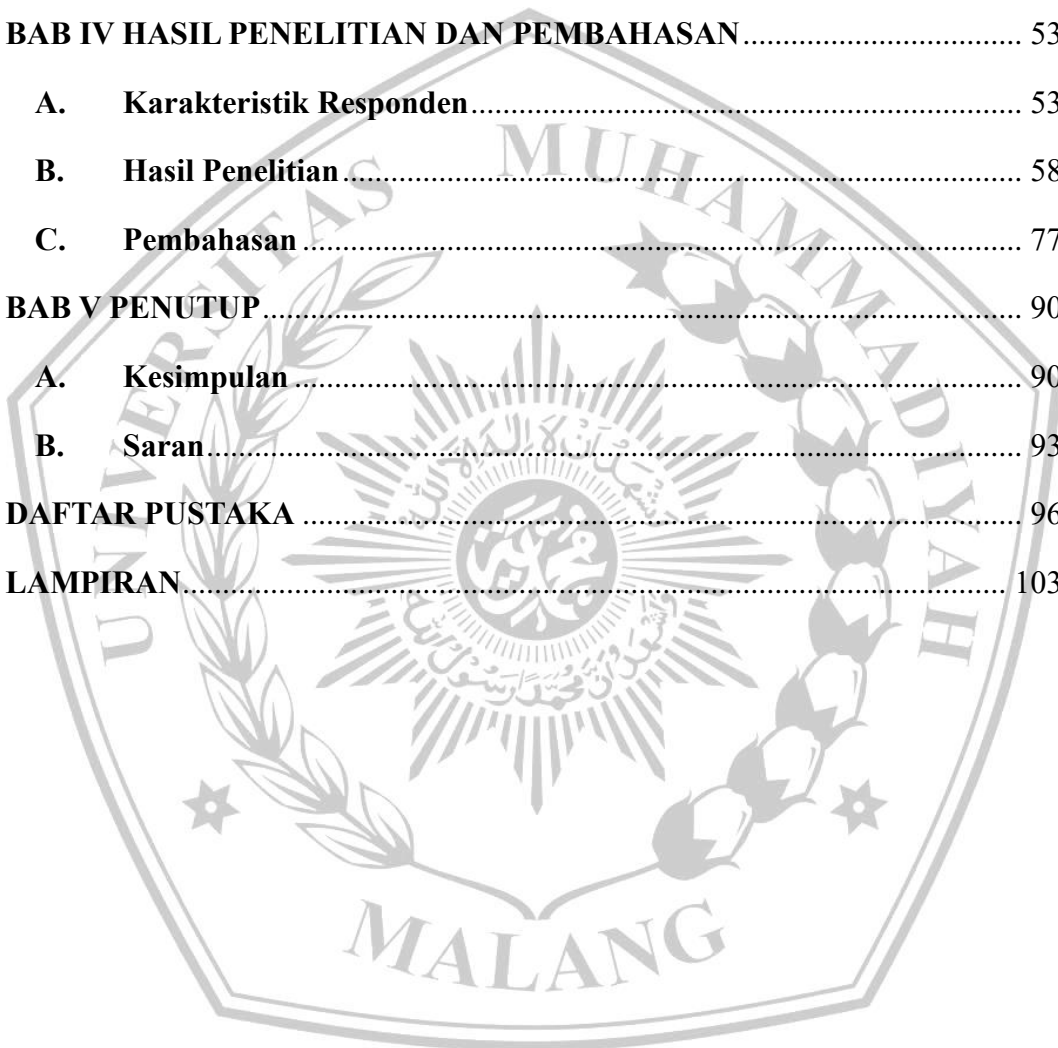 BAB IV HASIL PENELITIAN DAN PEMBAHASAN.......................................... 53
A. Karakteristik Responden.......................................... 53
B. Hasil Penelitian.......................................... 58
C. Pembahasan.......................................... 77
BAB V PENUTUP.......................................... 90
A. Kesimpulan.......................................... 90
B. Saran.......................................... 93
DAFTAR PUSTAKA.......................................... 96
LAMPIRAN.......................................... 103
UNIVERSITAS MUHAMMADIYAH
MALANG